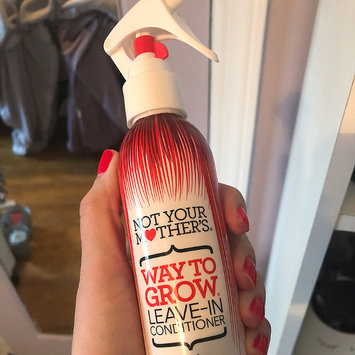 NOT YOUR
MOTHER'S®
WAY TO
GROW
LEAVE-IN
CONDITIONER